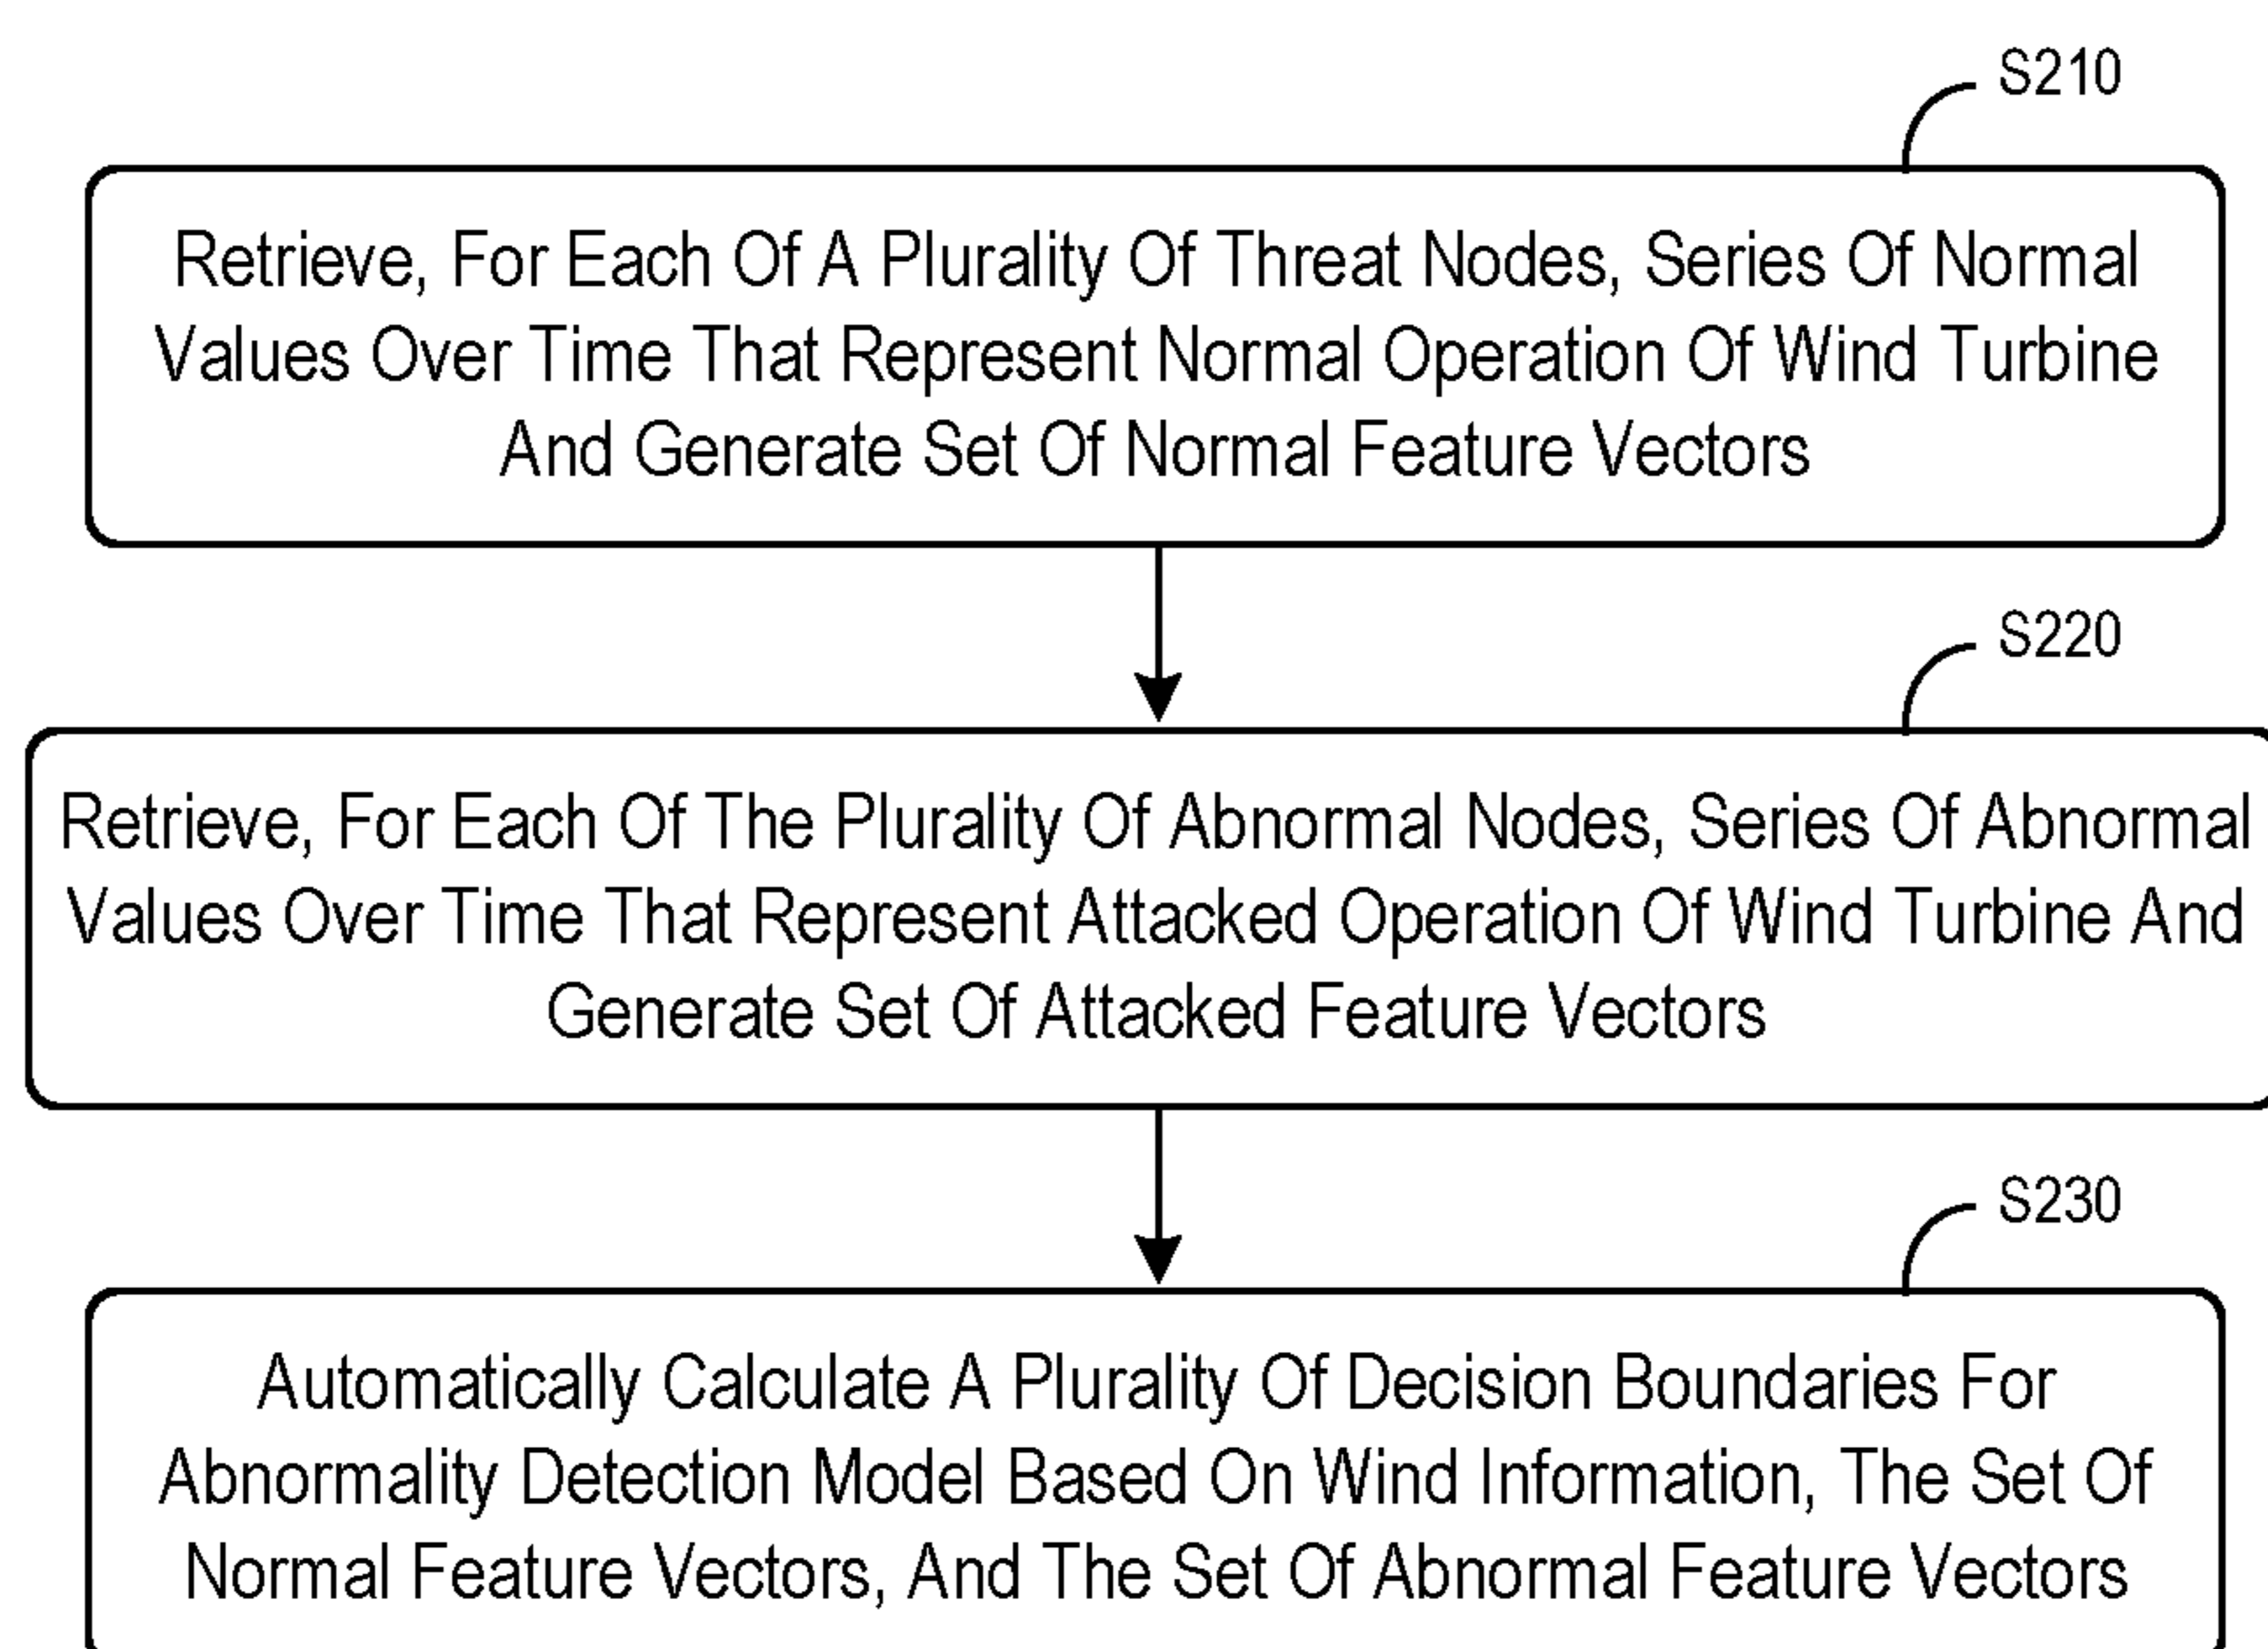 S210
Retrieve, For Each Of A Plurality Of Threat Nodes, Series Of Normal
Values Over Time That Represent Normal Operation Of Wind Turbine
And Generate Set Of Normal Feature Vectors
S220
Retrieve, For Each Of The Plurality Of Abnormal Nodes, Series Of Abnormal
Values Over Time That Represent Attacked Operation Of Wind Turbine And
Generate Set Of Attacked Feature Vectors
S230
Automatically Calculate A Plurality Of Decision Boundaries For
Abnormality Detection Model Based On Wind Information, The Set Of
Normal Feature Vectors, And The Set Of Abnormal Feature Vectors